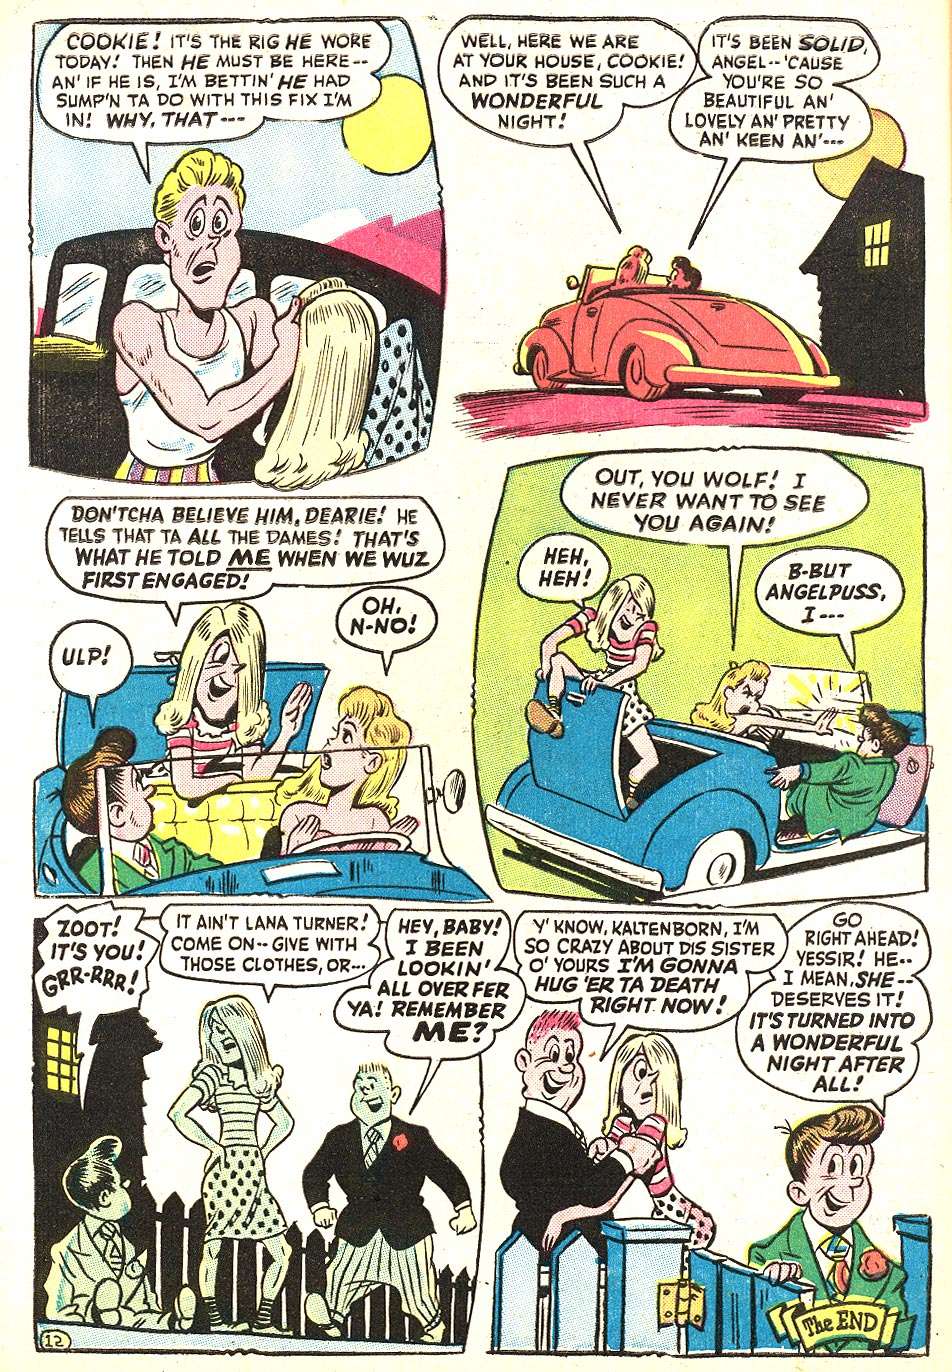 COOKIE! IT'S THE RIG HE WORE
TODAY! THEN HE MUST BE HERE--
AN' IF HE IS, I'M BETTIN' HE HAD
SUMP'N TA DO WITH THIS FIX I'M
IN! WHY, THAT---
WELL, HERE WE ARE
AT YOUR HOUSE, COOKIE!
AND IT'S BEEN SUCH A
WONDERFUL
NIGHT!
IT'S BEEN SOLID,
ANGEL--'CAUSE
YOU'RE SO
BEAUTIFUL AN'
LOVELY AN' PRETTY
AN' KEEN AN'---
DON'TCHA BELIEVE HIM, DEARIE! HE
TELLS THAT TA ALL THE DAMES! THAT'S
WHAT HE TOLD ME WHEN WE WUZ
FIRST ENGAGED!
ULP!
OH,
N-NO!
OUT, YOU WOLF! I
NEVER WANT TO SEE
YOU AGAIN!
HEH,
HEH!
B-BUT
ANGELPUSS,
I---
ZOOT!
IT'S YOU!
GRR-RRR!
IT AIN'T LANA TURNER!
COME ON-- GIVE WITH
THOSE CLOTHES, OR---
HEY, BABY!
I BEEN
LOOKIN'
ALL OVER FER
YA! REMEMBER
ME?
Y' KNOW, KALTENBORN, I'M
SO CRAZY ABOUT DIS SISTER
O' YOURS I'M GONNA
HUG 'ER TA DEATH
RIGHT NOW!
GO
RIGHT AHEAD!
YESSIR! HE--
I MEAN, SHE--
DESERVES IT!
IT'S TURNED INTO
A WONDERFUL
NIGHT AFTER
ALL!
12
The END